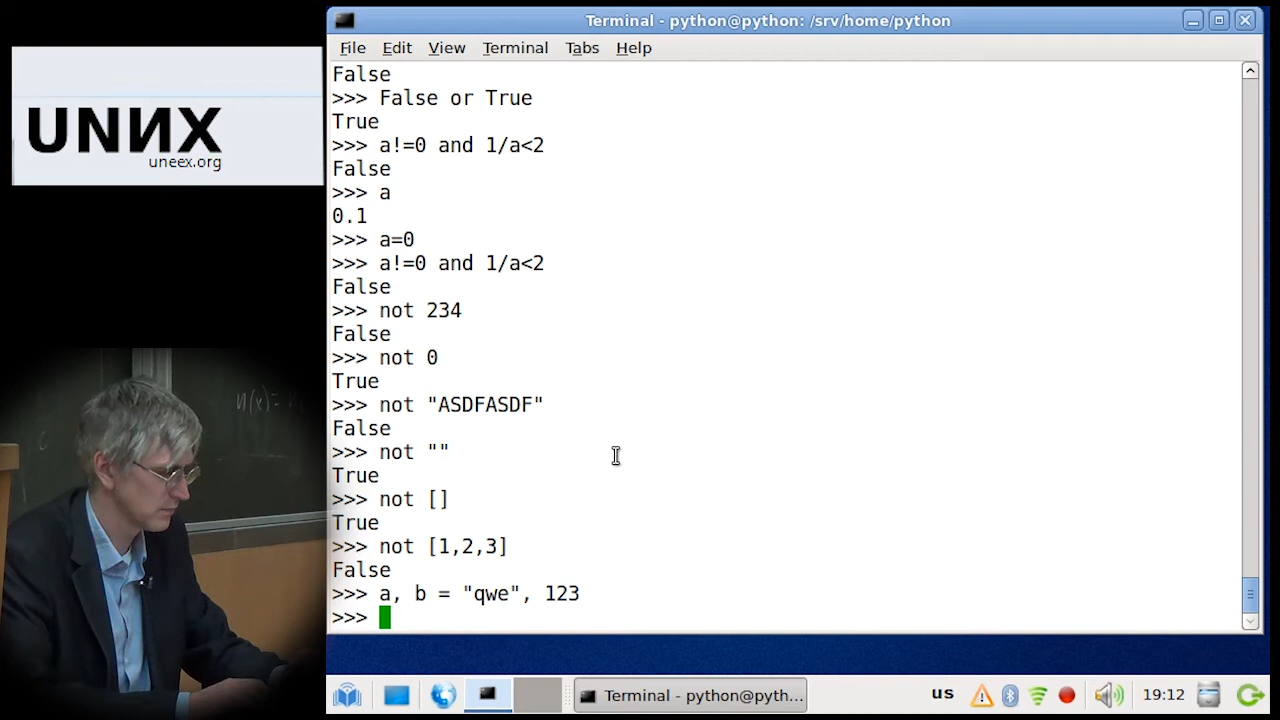 UNИX
uneex.org
Terminal - python@python: /srv/home/python
File Edit View Terminal Tabs Help
False
>>> False or True
True
>>> a!=0 and 1/a<2
False
>>> a
0.1
>>> a=0
>>> a!=0 and 1/a<2
False
>>> not 234
False
>>> not 0
True
>>> not "ASDFASDF"
False
>>> not ""
True
>>> not []
True
>>> not [1,2,3]
False
>>> a, b = "qwe", 123
>>>
Terminal - python@pyth...
us
19:12